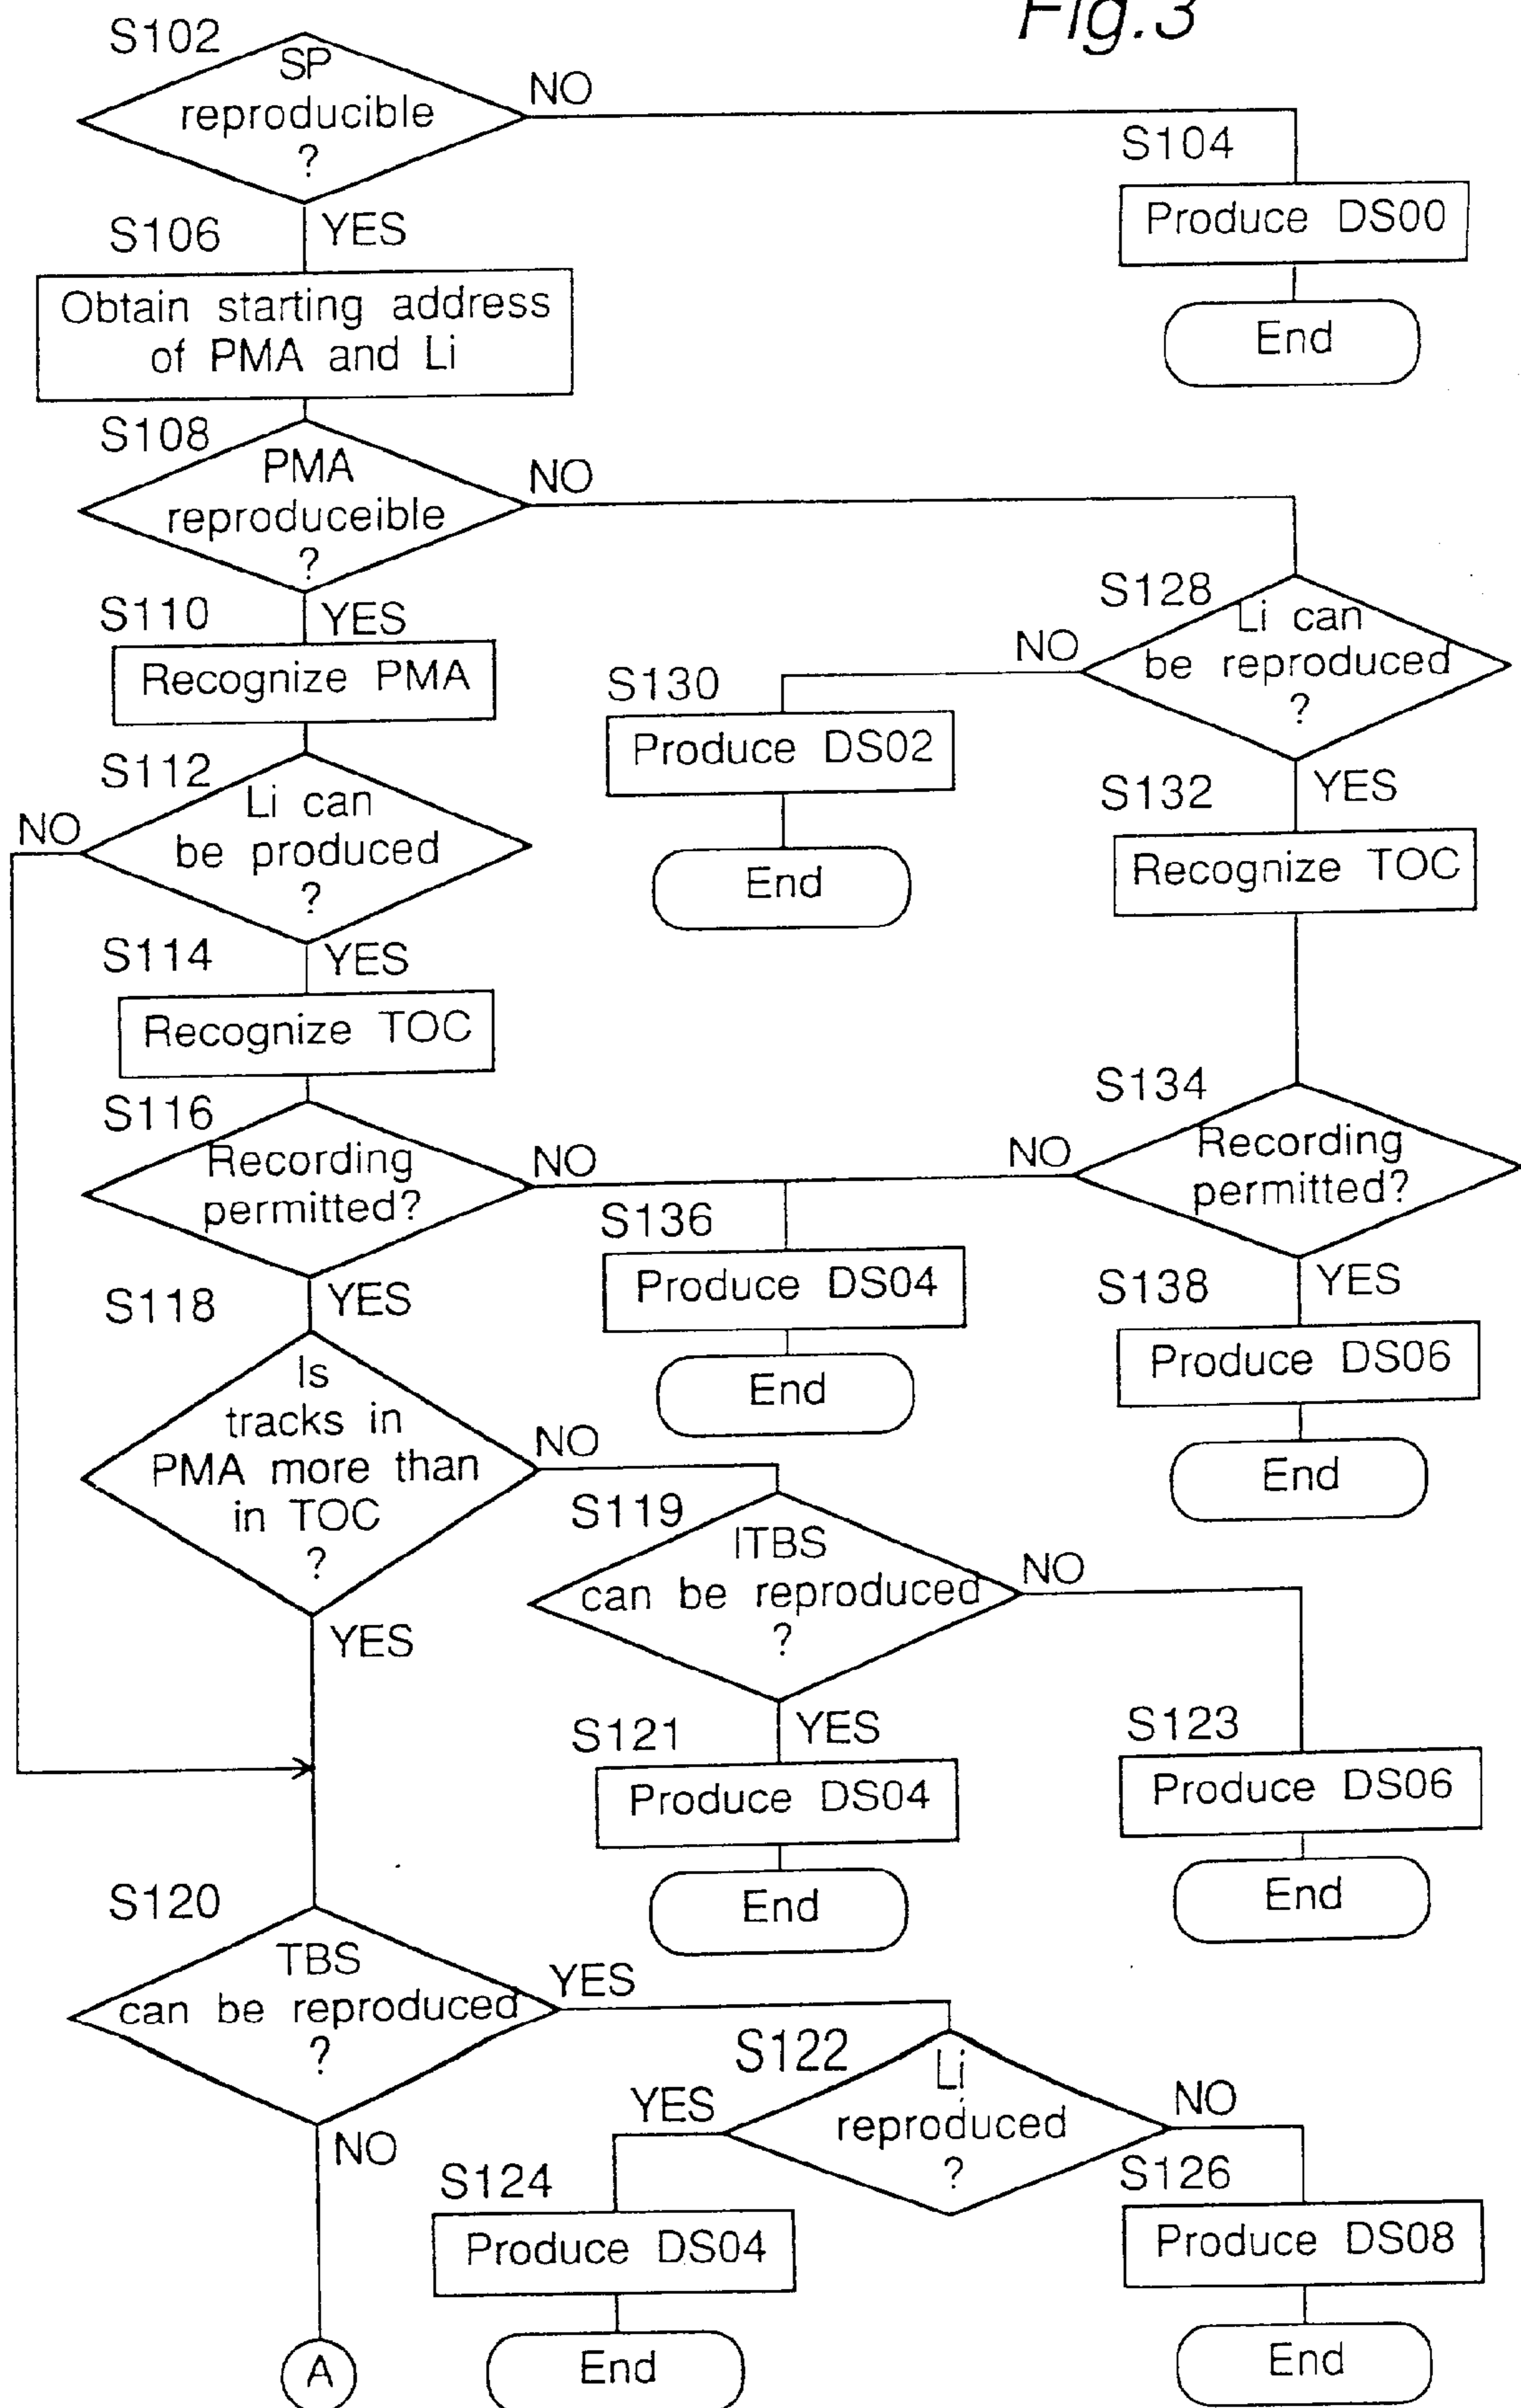 Fig.3
S102
SP
reproducible
?
NO
YES
S104
Produce DS00
End
S106
Obtain starting address
of PMA and Li
S108
PMA
reproduceible
?
NO
YES
S110
Recognize PMA
S128
Li can
be reproduced
?
NO
YES
S130
Produce DS02
End
S112
Li can
be produced
?
NO
YES
S132
Recognize TOC
S114
Recognize TOC
S116
Recording
permitted?
NO
YES
S134
Recording
permitted?
NO
YES
S136
Produce DS04
End
S138
Produce DS06
End
S118
Is
tracks in
PMA more than
in TOC
?
NO
YES
S119
ITBS
can be reproduced
?
NO
YES
S121
Produce DS04
End
S123
Produce DS06
End
S120
TBS
can be reproduced
?
YES
NO
S122
Li
reproduced
?
YES
NO
S124
Produce DS04
End
S126
Produce DS08
End
A